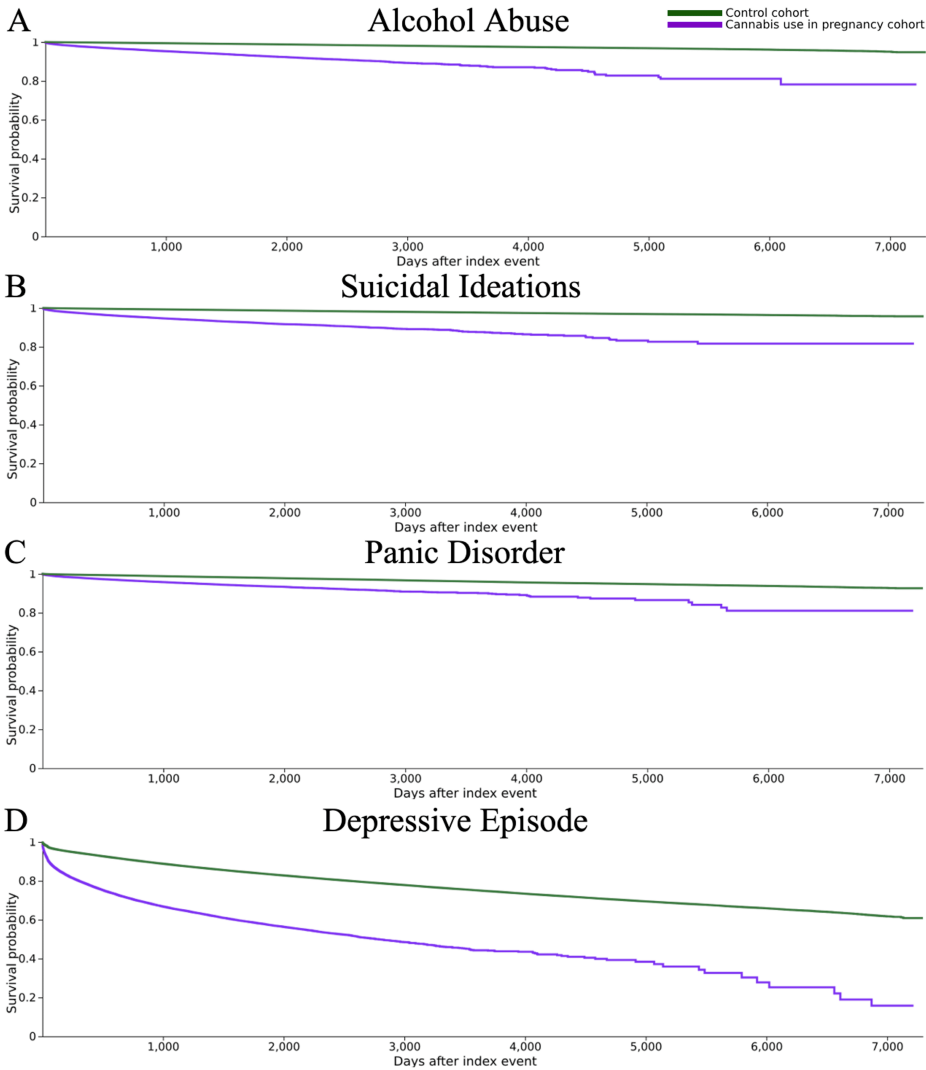 A
Alcohol Abuse
Control cohort
Cannabis use in pregnancy cohort
Survival probability
1
0.8
0.6
0.4
0.2
0
1,000 2,000 3,000 4,000 5,000 6,000 7,000
Days after index event
B
Suicidal Ideations
Survival probability
1
0.8
0.6
0.4
0.2
0
1,000 2,000 3,000 4,000 5,000 6,000 7,000
Days after index event
C
Panic Disorder
Survival probability
1
0.8
0.6
0.4
0.2
0
1,000 2,000 3,000 4,000 5,000 6,000 7,000
Days after index event
D
Depressive Episode
Survival probability
1
0.8
0.6
0.4
0.2
0
1,000 2,000 3,000 4,000 5,000 6,000 7,000
Days after index event